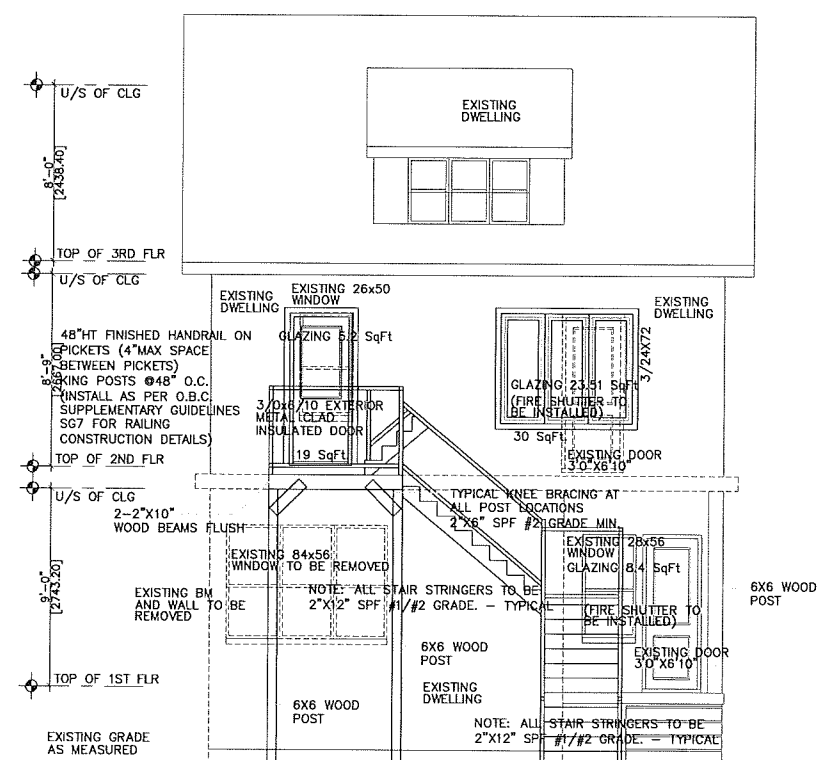 EXISTING
DWELLING
U/S OF CLG
8'-0"
[2438.40]
TOP OF 3RD FLR
U/S OF CLG
EXISTING
DWELLING
EXISTING 26x50
WINDOW
EXISTING
DWELLING
48"HT FINISHED HANDRAIL ON
PICKETS (4"MAX SPACE
BETWEEN PICKETS)
KING POSTS @48" O.C.
(INSTALL AS PER O.B.C.
SUPPLEMENTARY GUIDELINES
SG7 FOR RAILING
CONSTRUCTION DETAILS)
GLAZING 5.2 SqFt
8'-9"
[2667.00]
3/24X72
GLAZING 23.51 SqFt
(FIRE SHUTTER TO
BE INSTALLED)
3/0x6/10 EXTERIOR
METAL CLAD
INSULATED DOOR
30 SqFt
19 SqFt
EXISTING DOOR
3'0"X6'10"
TOP OF 2ND FLR
U/S OF CLG
2-2"X10"
WOOD BEAMS FLUSH
TYPICAL KNEE BRACING AT
ALL POST LOCATIONS
2"X6" SPF #2 GRADE MIN.
EXISTING 84x56
WINDOW TO BE REMOVED
EXISTING 28x56
WINDOW
GLAZING 8.4 SqFt
9'-0"
[2743.20]
EXISTING BM
AND WALL TO BE
REMOVED
NOTE: ALL STAIR STRINGERS TO BE
2"X12" SPF #1/#2 GRADE. - TYPICAL
(FIRE SHUTTER TO
BE INSTALLED)
6X6 WOOD
POST
6X6 WOOD
POST
EXISTING DOOR
3'0"X6'10"
TOP OF 1ST FLR
EXISTING
DWELLING
6X6 WOOD
POST
NOTE: ALL STAIR STRINGERS TO BE
2"X12" SPF #1/#2 GRADE. - TYPICAL
EXISTING GRADE
AS MEASURED